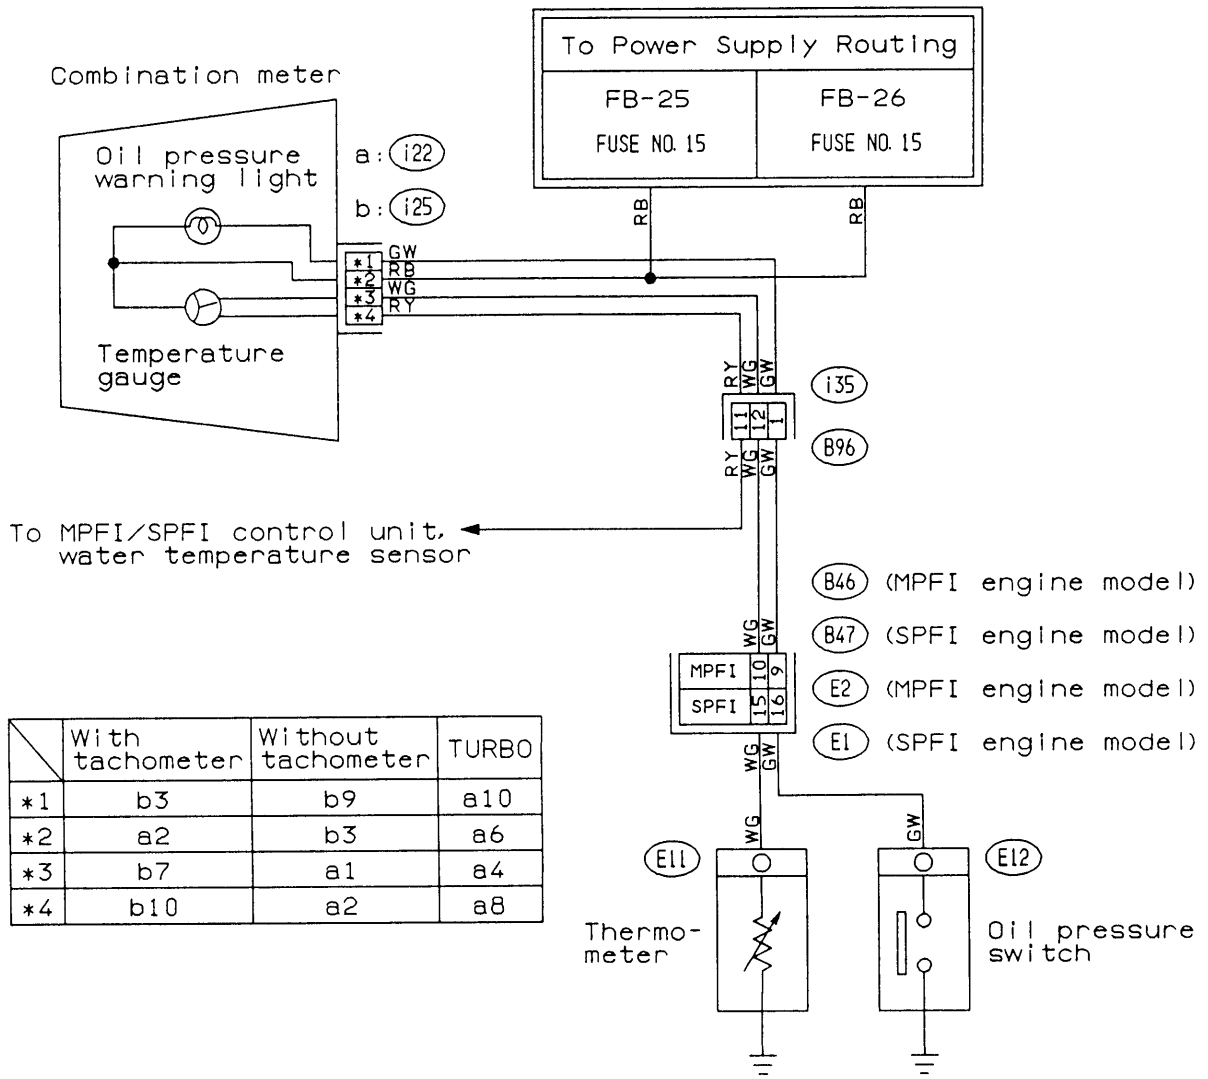 To Power Supply Routing
FB-25
FUSE NO. 15
FB-26
FUSE NO. 15
RB
RB
Combination meter
Oil pressure
warning light
a: i22
b: i25
*1 GW
*2 RB
*3 WG
*4 RY
Temperature
gauge
RY WG GW
i35
11 12 1
B96
RY WG GW
To MPFI/SPFI control unit,
water temperature sensor
B46 (MPFI engine model)
B47 (SPFI engine model)
WG GW
MPFI 10 9
SPFI 15 16
E2 (MPFI engine model)
E1 (SPFI engine model)
WG GW
With
tachometer
Without
tachometer
TURBO
*1 b3 b9 a10
*2 a2 b3 a6
*3 b7 a1 a4
*4 b10 a2 a8
WG
GW
E11
E12
Thermo-
meter
Oil pressure
switch